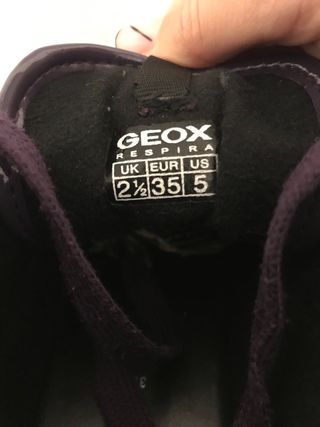 GEOX
RESPIRA
UK EUR US
2½ 35 5